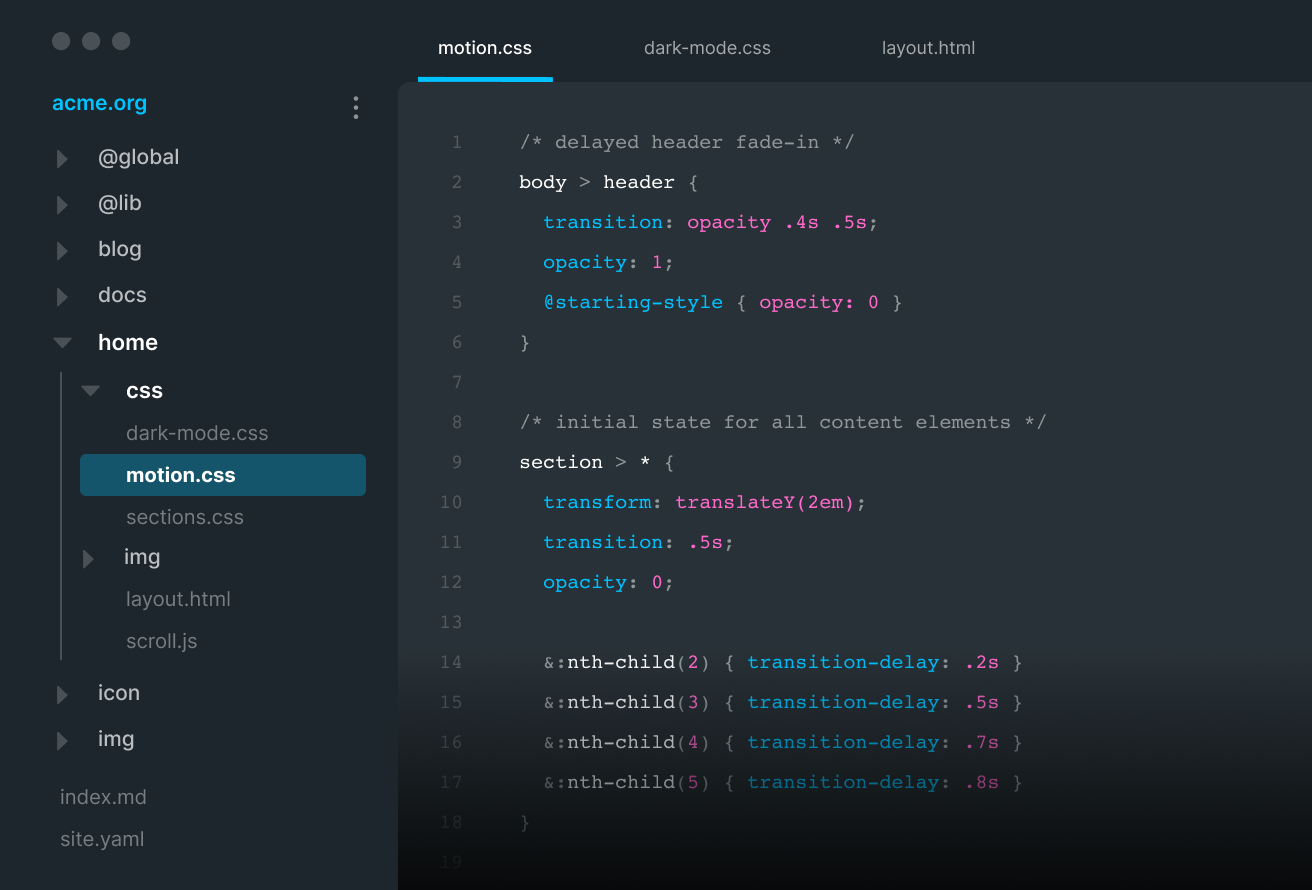 acme.org
@global
@lib
blog
docs
home
css
dark-mode.css
motion.css
sections.css
img
layout.html
scroll.js
icon
img
index.md
site.yaml
motion.css dark-mode.css layout.html
1 /* delayed header fade-in */
2 body > header {
3 transition: opacity .4s .5s;
4 opacity: 1;
5 @starting-style { opacity: 0 }
6 }
7
8 /* initial state for all content elements */
9 section > * {
10 transform: translateY(2em);
11 transition: .5s;
12 opacity: 0;
13
14 &:nth-child(2) { transition-delay: .2s }
15 &:nth-child(3) { transition-delay: .5s }
16 &:nth-child(4) { transition-delay: .7s }
17 &:nth-child(5) { transition-delay: .8s }
18 }
19